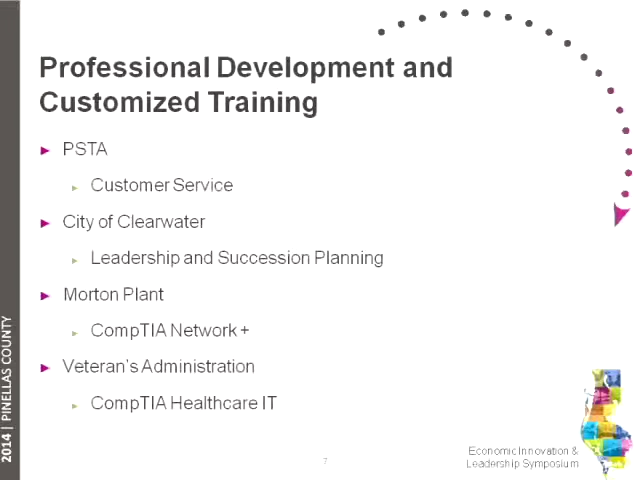 Professional Development and
Customized Training
PSTA
Customer Service
City of Clearwater
Leadership and Succession Planning
Morton Plant
CompTIA Network +
Veteran's Administration
CompTIA Healthcare IT
2014 | PINELLAS COUNTY
7
Economic Innovation &
Leadership Symposium